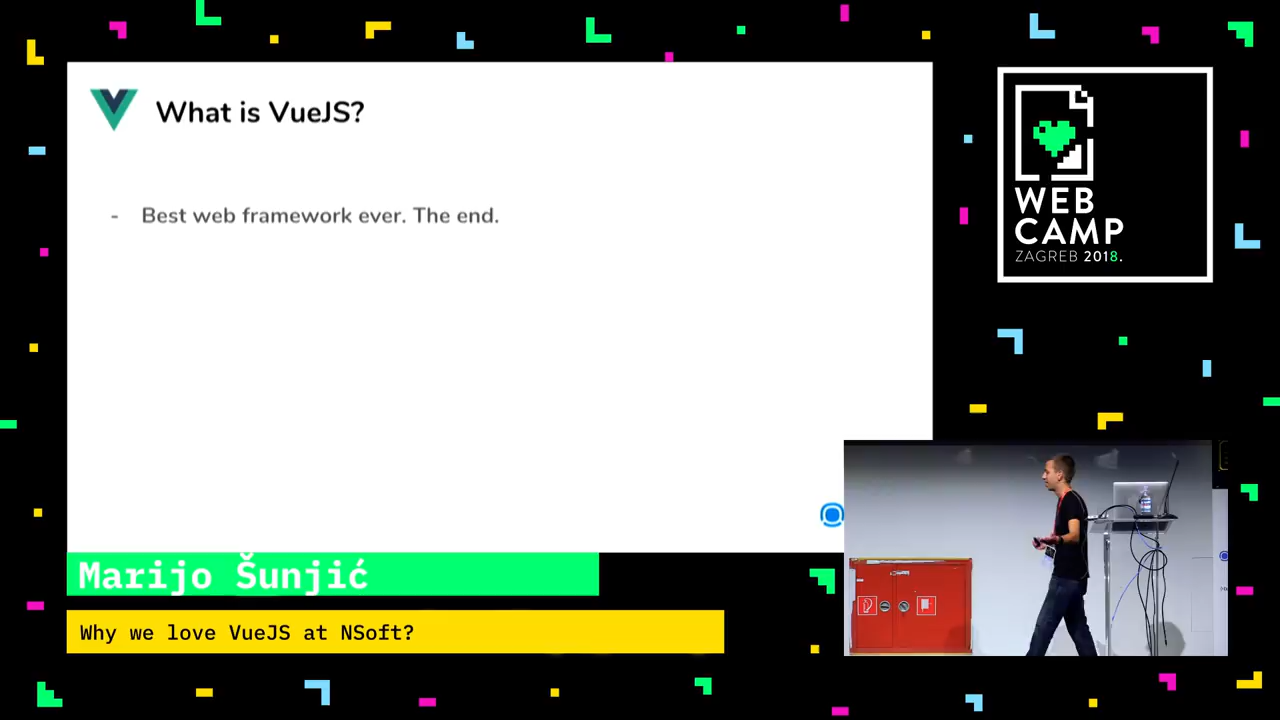 What is VueJS?
- Best web framework ever. The end.
WEB
CAMP
ZAGREB 2018.
Marijo Šunjić
Why we love VueJS at NSoft?